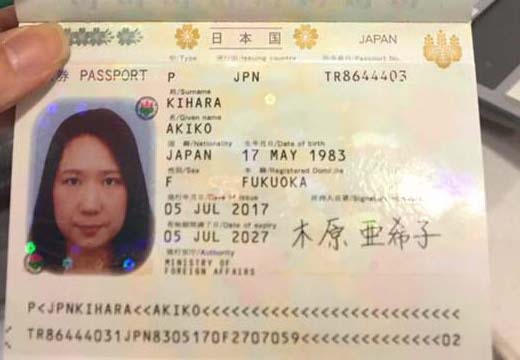 日本国 JAPAN
型/Type 発行国/Issuing country 旅券番号/Passport No.
券 PASSPORT P JPN TR8644403
姓/Surname
KIHARA
名/Given name
AKIKO
国籍/Nationality 生年月日/Date of birth
JAPAN 17 MAY 1983
性別/Sex 本籍/Registered Domicile
F FUKUOKA
発行年月日/Date of issue 所持人自署/Signature
05 JUL 2017
有効期間満了日/Date of expiry
05 JUL 2027 木原亜希子
発行官庁/Authority
MINISTRY OF
FOREIGN AFFAIRS
P<JPNKIHARA<<AKIKO<<<<<<<<<<<<<<<<<<<<<<<<<<
TR86444031JPN8305170F2707059<<<<<<<<<<<<<<02